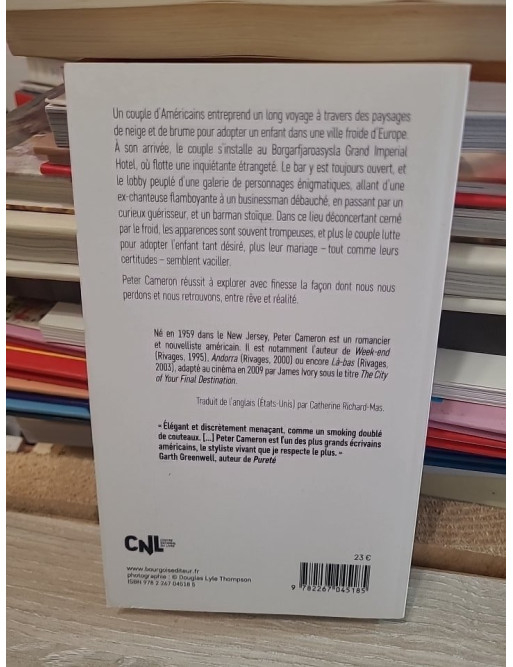 Un couple d'Américains entreprend un long voyage à travers des paysages
de neige et de brume pour adopter un enfant dans une ville froide d'Europe.
À son arrivée, le couple s'installe au Borgarfjaroasysla Grand Imperial
Hotel, où flotte une inquiétante étrangeté. Le bar y est toujours ouvert, et
le lobby peuplé d'une galerie de personnages énigmatiques, allant d'une
ex-chanteuse flamboyante à un businessman débauché, en passant par un
curieux guérisseur, et un barman stoïque. Dans ce lieu déconcertant cerné
par le froid, les apparences sont souvent trompeuses, et plus le couple lutte
pour adopter l'enfant tant désiré, plus leur mariage – tout comme leurs
certitudes – semblent vaciller.
Peter Cameron réussit à explorer avec finesse la façon dont nous nous
perdons et nous retrouvons, entre rêve et réalité.
Né en 1959 dans le New Jersey, Peter Cameron est un romancier
et nouvelliste américain. Il est notamment l'auteur de Week-end
(Rivages, 1995), Andorra (Rivages, 2000) ou encore Là-bas (Rivages,
2003), adapté au cinéma en 2009 par James Ivory sous le titre The City
of Your Final Destination.
Traduit de l'anglais (États-Unis) par Catherine Richard-Mas.
« Élégant et discrètement menaçant, comme un smoking doublé
de couteaux. [...] Peter Cameron est l'un des plus grands écrivains
américains, le styliste vivant que je respecte le plus. »
Garth Greenwell, auteur de Pureté
CNL
23 €
www.bourgoisediteur.fr
photographie : © Douglas Lyle Thompson
ISBN 978 2 267 04518 5
9 782267 045185